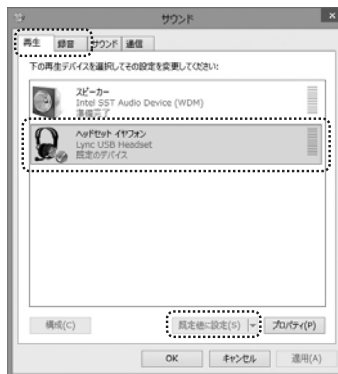 サウンド
再生 録音 サウンド 通信
下の再生デバイスを選択してその設定を変更してください:
スピーカー
Intel SST Audio Device (WDM)
準備完了
ヘッドセット イヤフォン
Lync USB Headset
既定のデバイス
構成(C) 既定値に設定(S) プロパティ(P)
OK キャンセル 適用(A)